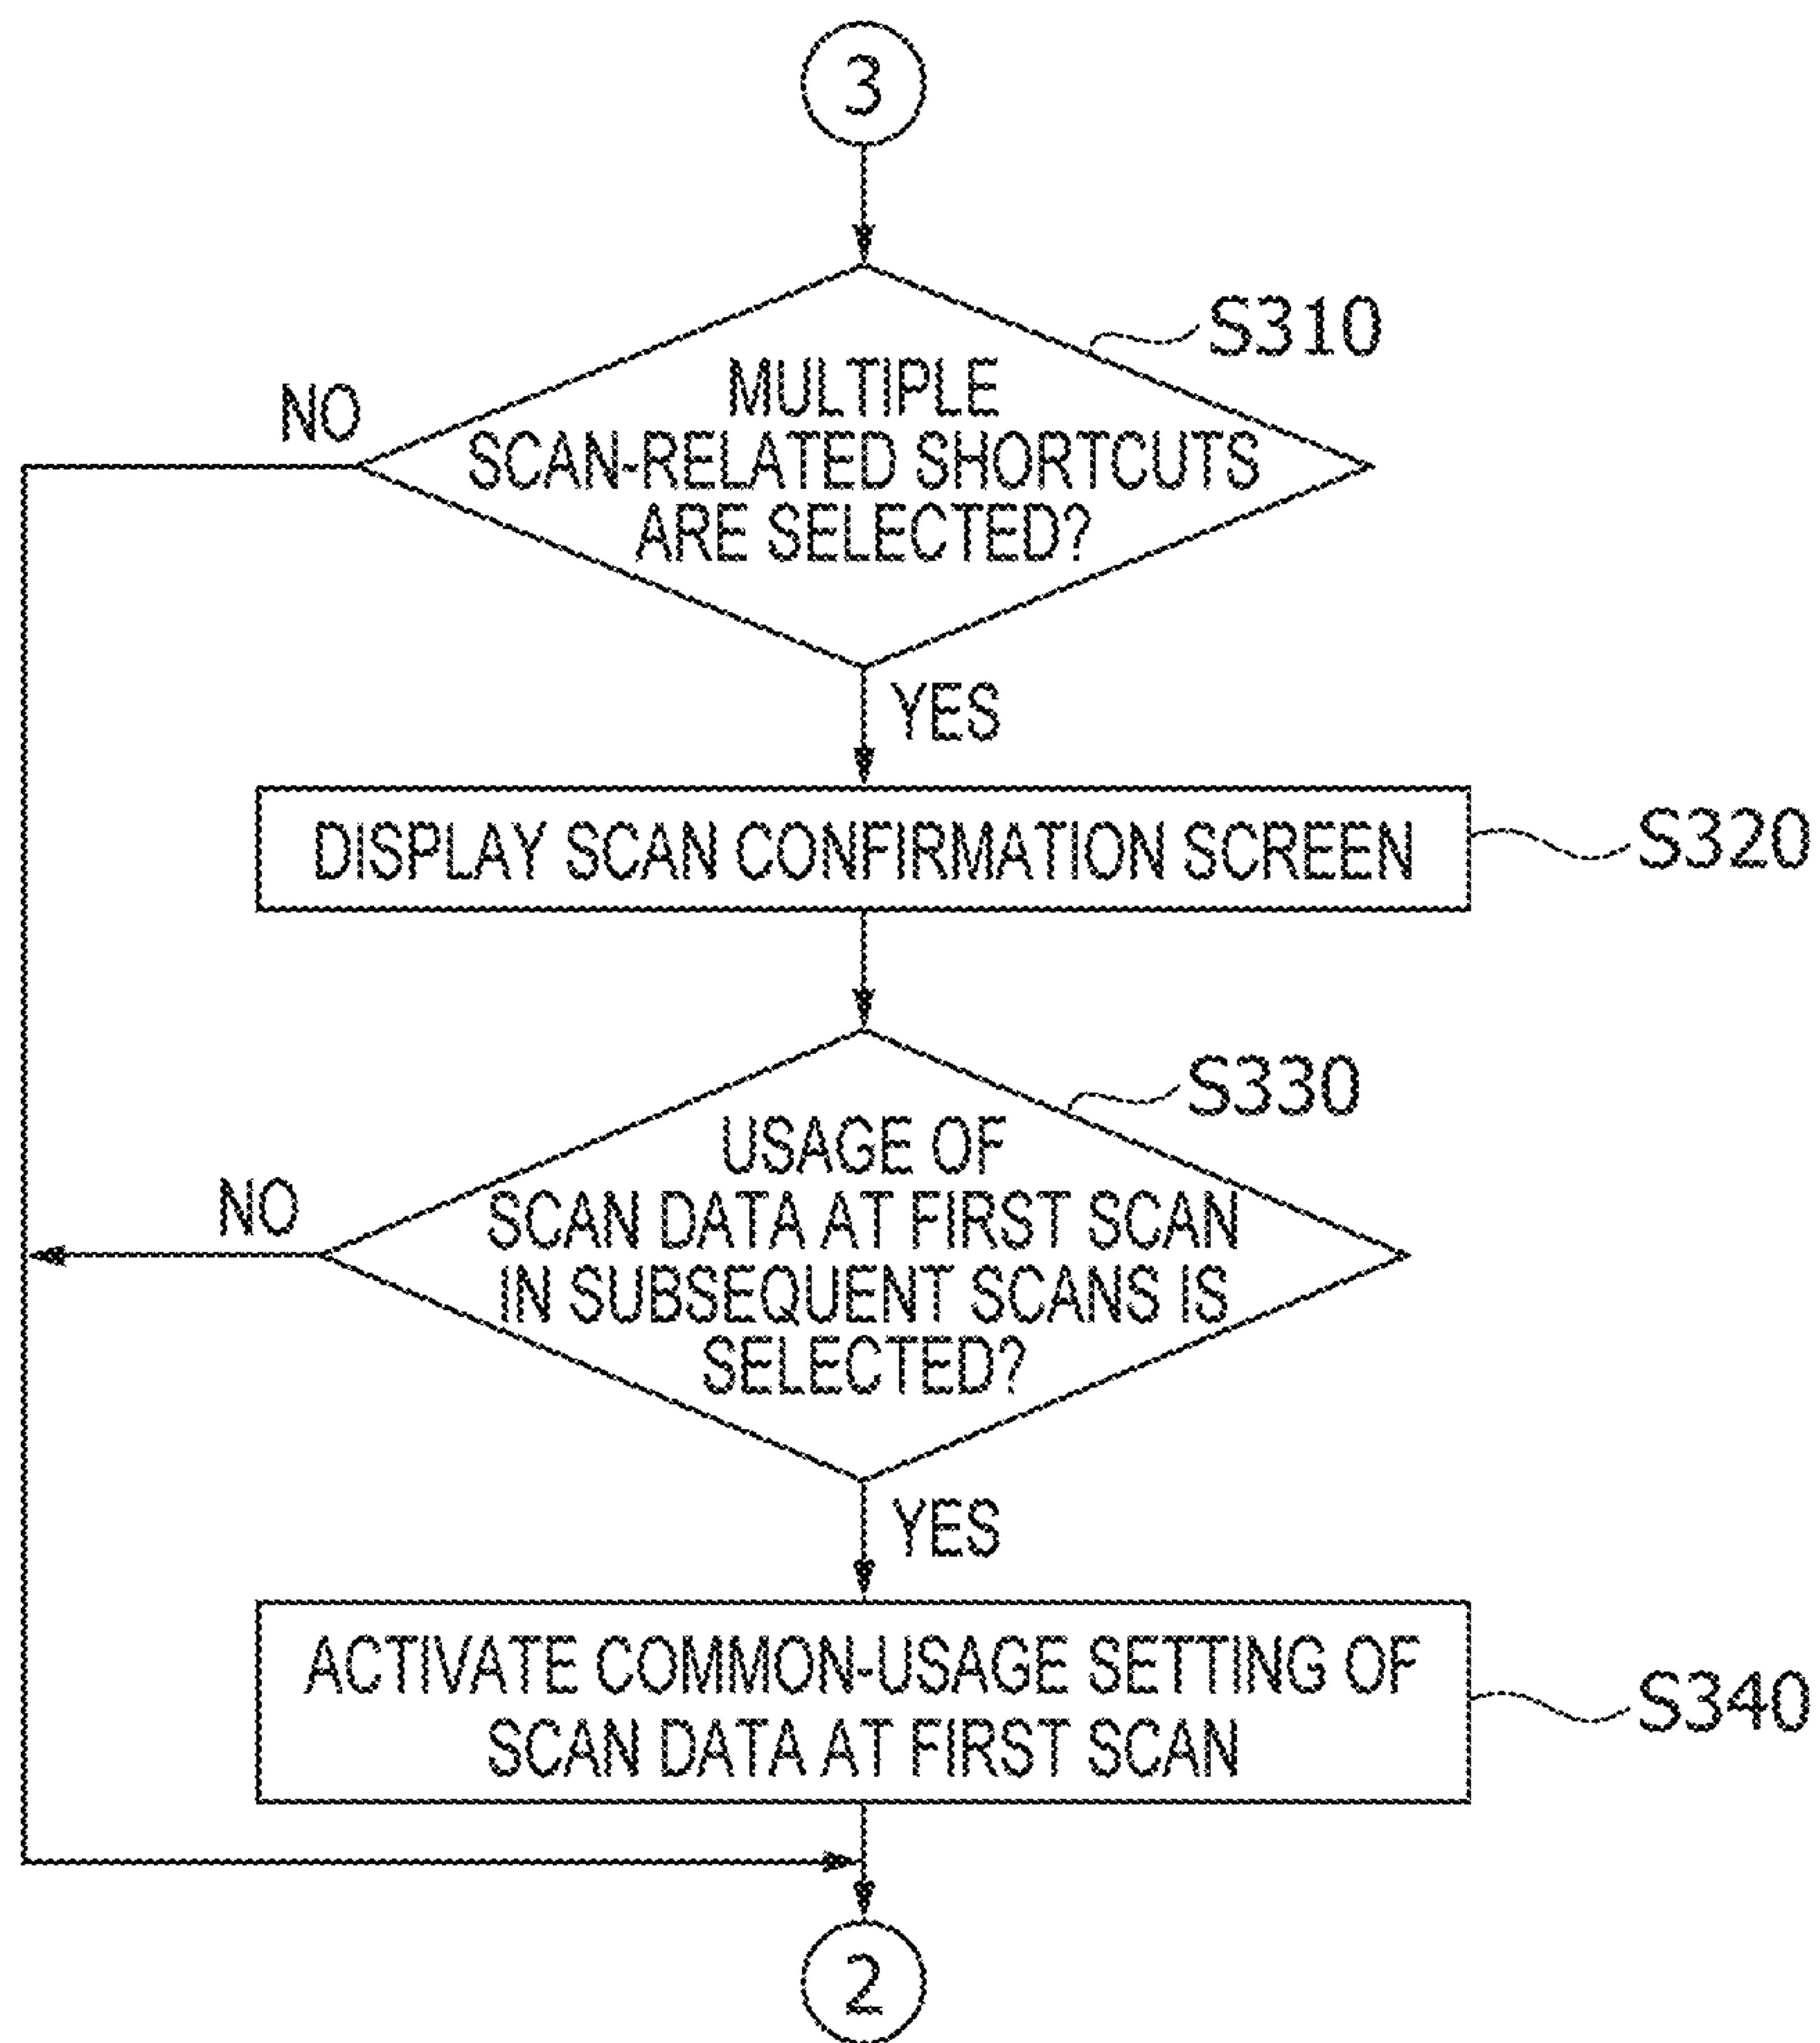 3
S310
NO
MULTIPLE
SCAN-RELATED SHORTCUTS
ARE SELECTED?
YES
DISPLAY SCAN CONFIRMATION SCREEN
S320
S330
NO
USAGE OF
SCAN DATA AT FIRST SCAN
IN SUBSEQUENT SCANS IS
SELECTED?
YES
ACTIVATE COMMON-USAGE SETTING OF
SCAN DATA AT FIRST SCAN
S340
2